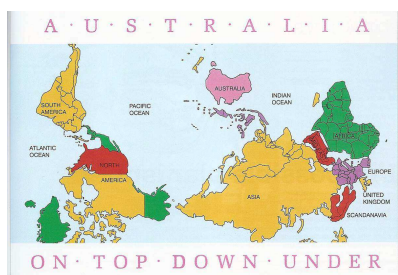 A·U·S·T·R·A·L·I·A
SOUTH
AMERICA
PACIFIC
OCEAN
AUSTRALIA
INDIAN
OCEAN
AFRICA
ATLANTIC
OCEAN
NORTH
AMERICA
ASIA
EUROPE
UNITED
KINGDOM
SCANDANAVIA
ON·TOP·DOWN·UNDER